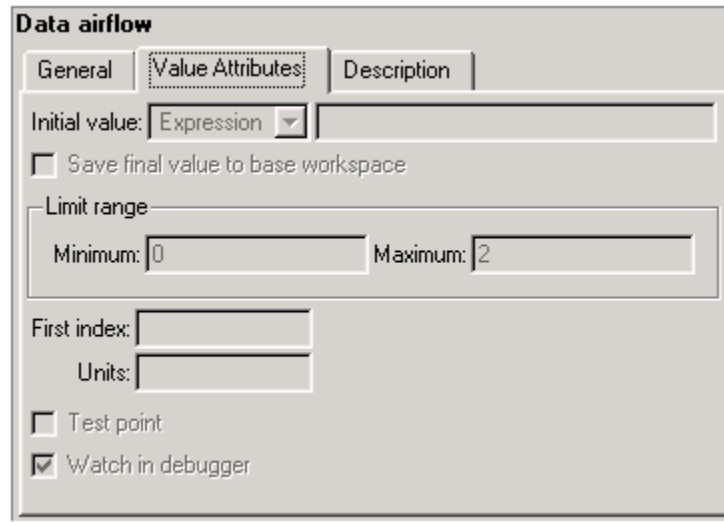 Data airflow
General Value Attributes Description
Initial value: Expression
Save final value to base workspace
Limit range
Minimum: 0 Maximum: 2
First index:
Units:
Test point
Watch in debugger